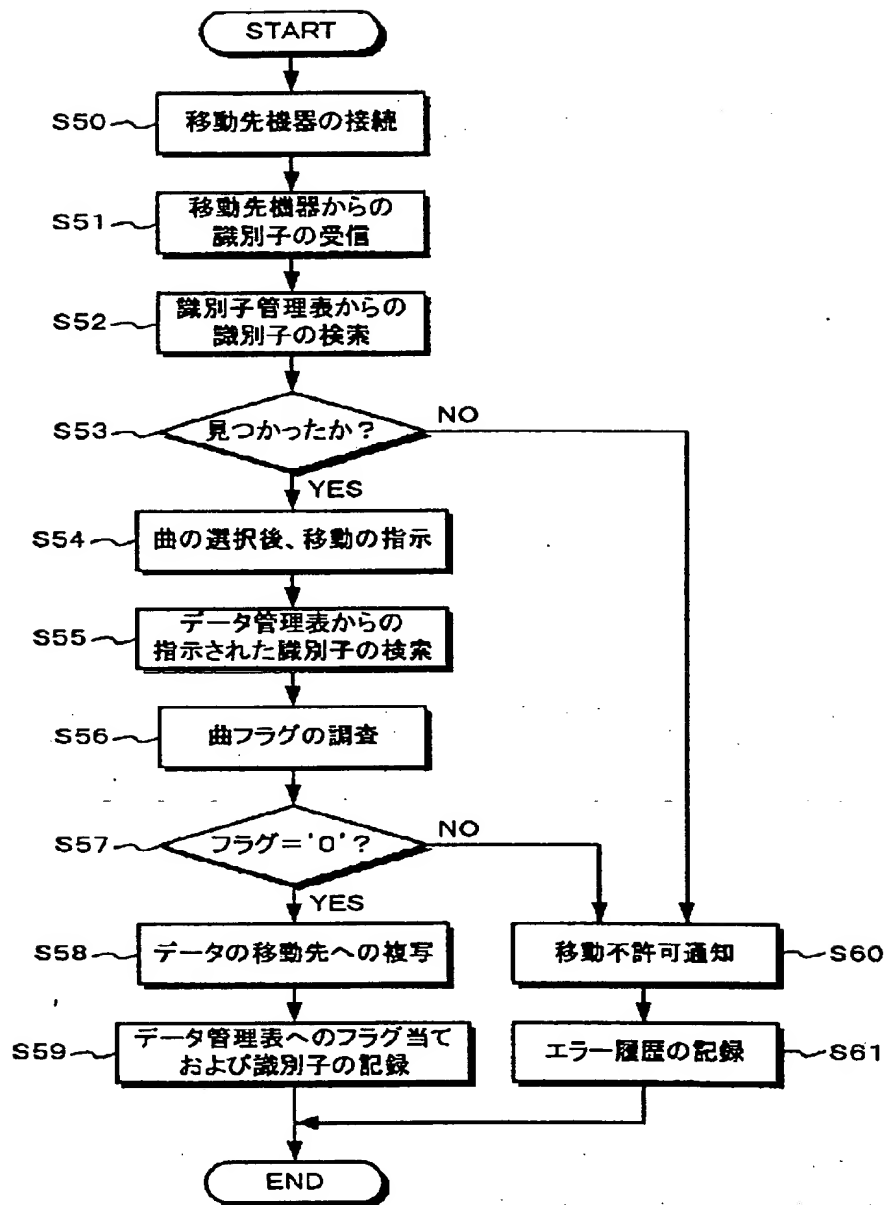 START
S50
移動先機器の接続
S51
移動先機器からの
識別子の受信
S52
識別子管理表からの
識別子の検索
S53
見つかったか？
NO
YES
S54
曲の選択後、移動の指示
S55
データ管理表からの
指示された識別子の検索
S56
曲フラグの調査
S57
フラグ＝'0'？
NO
YES
S58
データの移動先への複写
移動不許可通知
S60
S59
データ管理表へのフラグ当て
および識別子の記録
エラー履歴の記録
S61
END